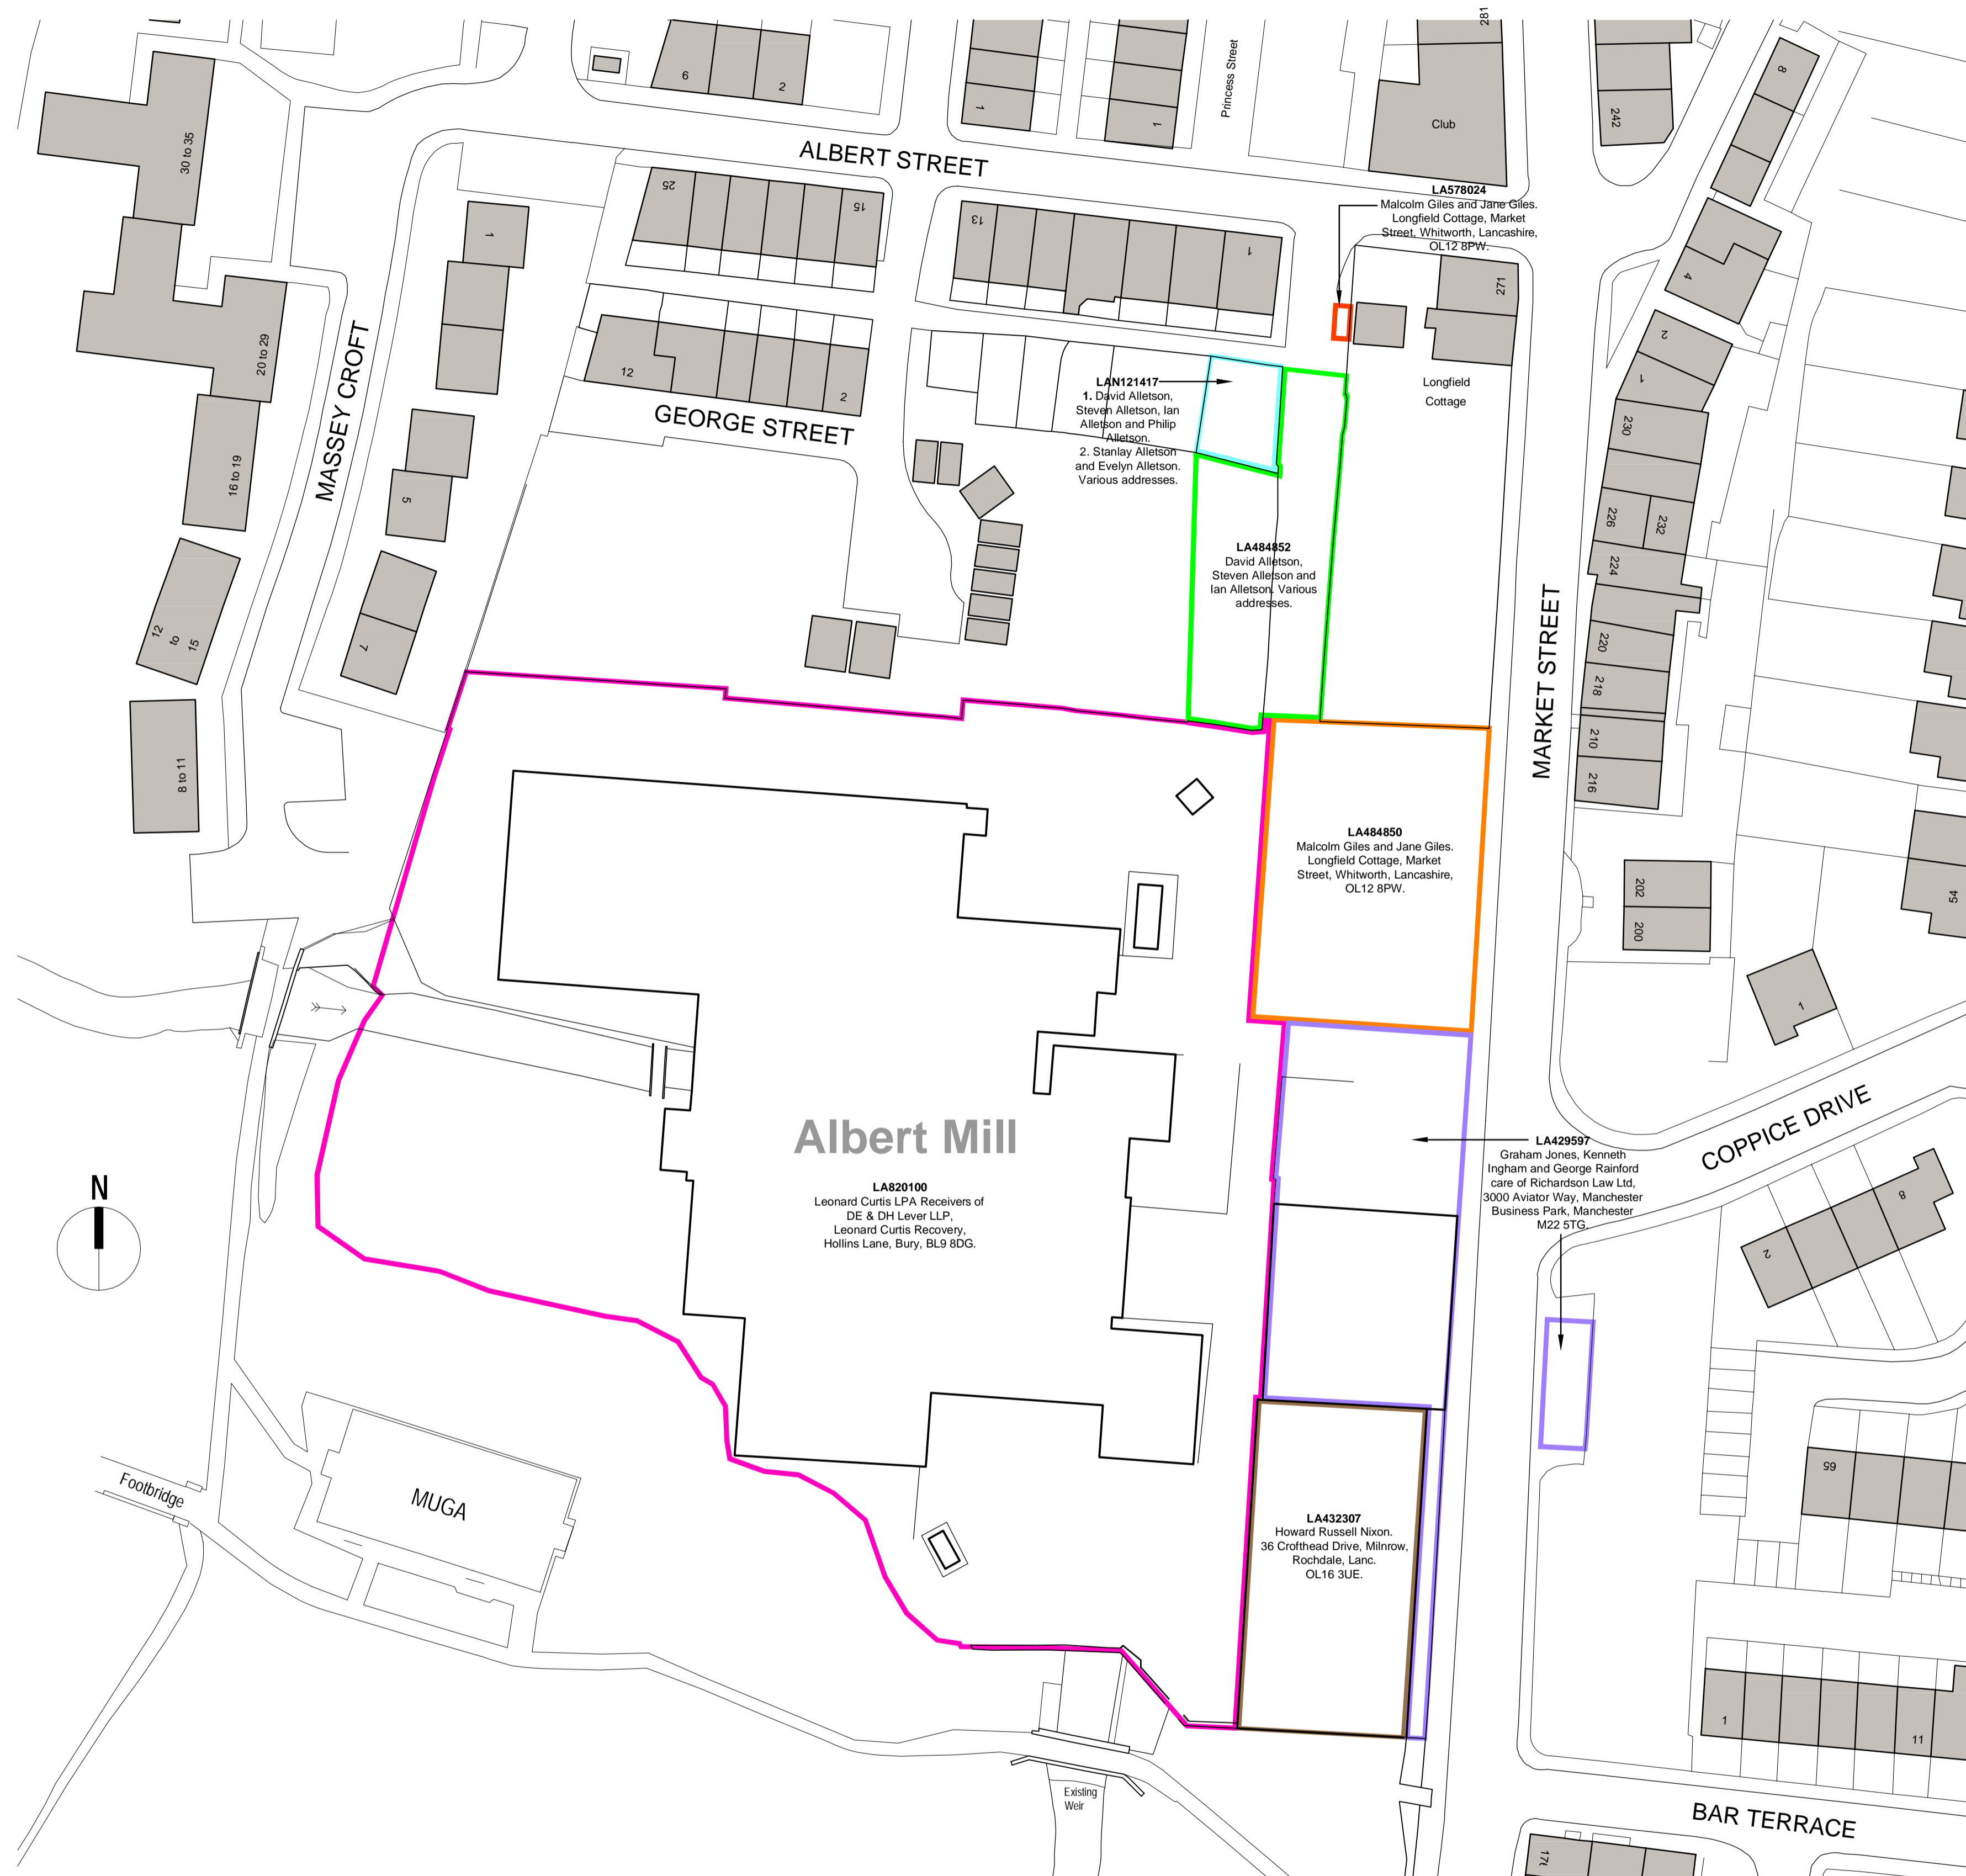 281
Princess Street
8
6
2
1
1
Club
242
30 to 35
ALBERT STREET
25
15
13
1
1
LA578024
Malcolm Giles and Jane Giles.
Longfield Cottage, Market
Street, Whitworth, Lancashire,
OL12 8PW.
4
271
2
1
20 to 29
MASSEY CROFT
12
2
GEORGE STREET
LAN121417
1. David Alletson,
Steven Alletson, Ian
Alletson and Philip
Alletson.
2. Stanlay Alletson
and Evelyn Alletson.
Various addresses.
Longfield
Cottage
230
16 to 19
5
226
232
224
LA484852
David Alletson,
Steven Alletson and
Ian Alletson. Various
addresses.
12
to
15
7
220
218
210
216
MARKET STREET
8 to 11
LA484850
Malcolm Giles and Jane Giles.
Longfield Cottage, Market
Street, Whitworth, Lancashire,
OL12 8PW.
202
200
54
1
Albert Mill
LA820100
Leonard Curtis LPA Receivers of
DE & DH Lever LLP,
Leonard Curtis Recovery,
Hollins Lane, Bury, BL9 8DG.
COPPICE DRIVE
LA429597
Graham Jones, Kenneth
Ingham and George Rainford
care of Richardson Law Ltd,
3000 Aviator Way, Manchester
Business Park, Manchester
M22 5TG.
N
8
2
65
Footbridge
MUGA
LA432307
Howard Russell Nixon.
36 Crofthead Drive, Milnrow,
Rochdale, Lanc.
OL16 3UE.
1
11
Existing
Weir
BAR TERRACE